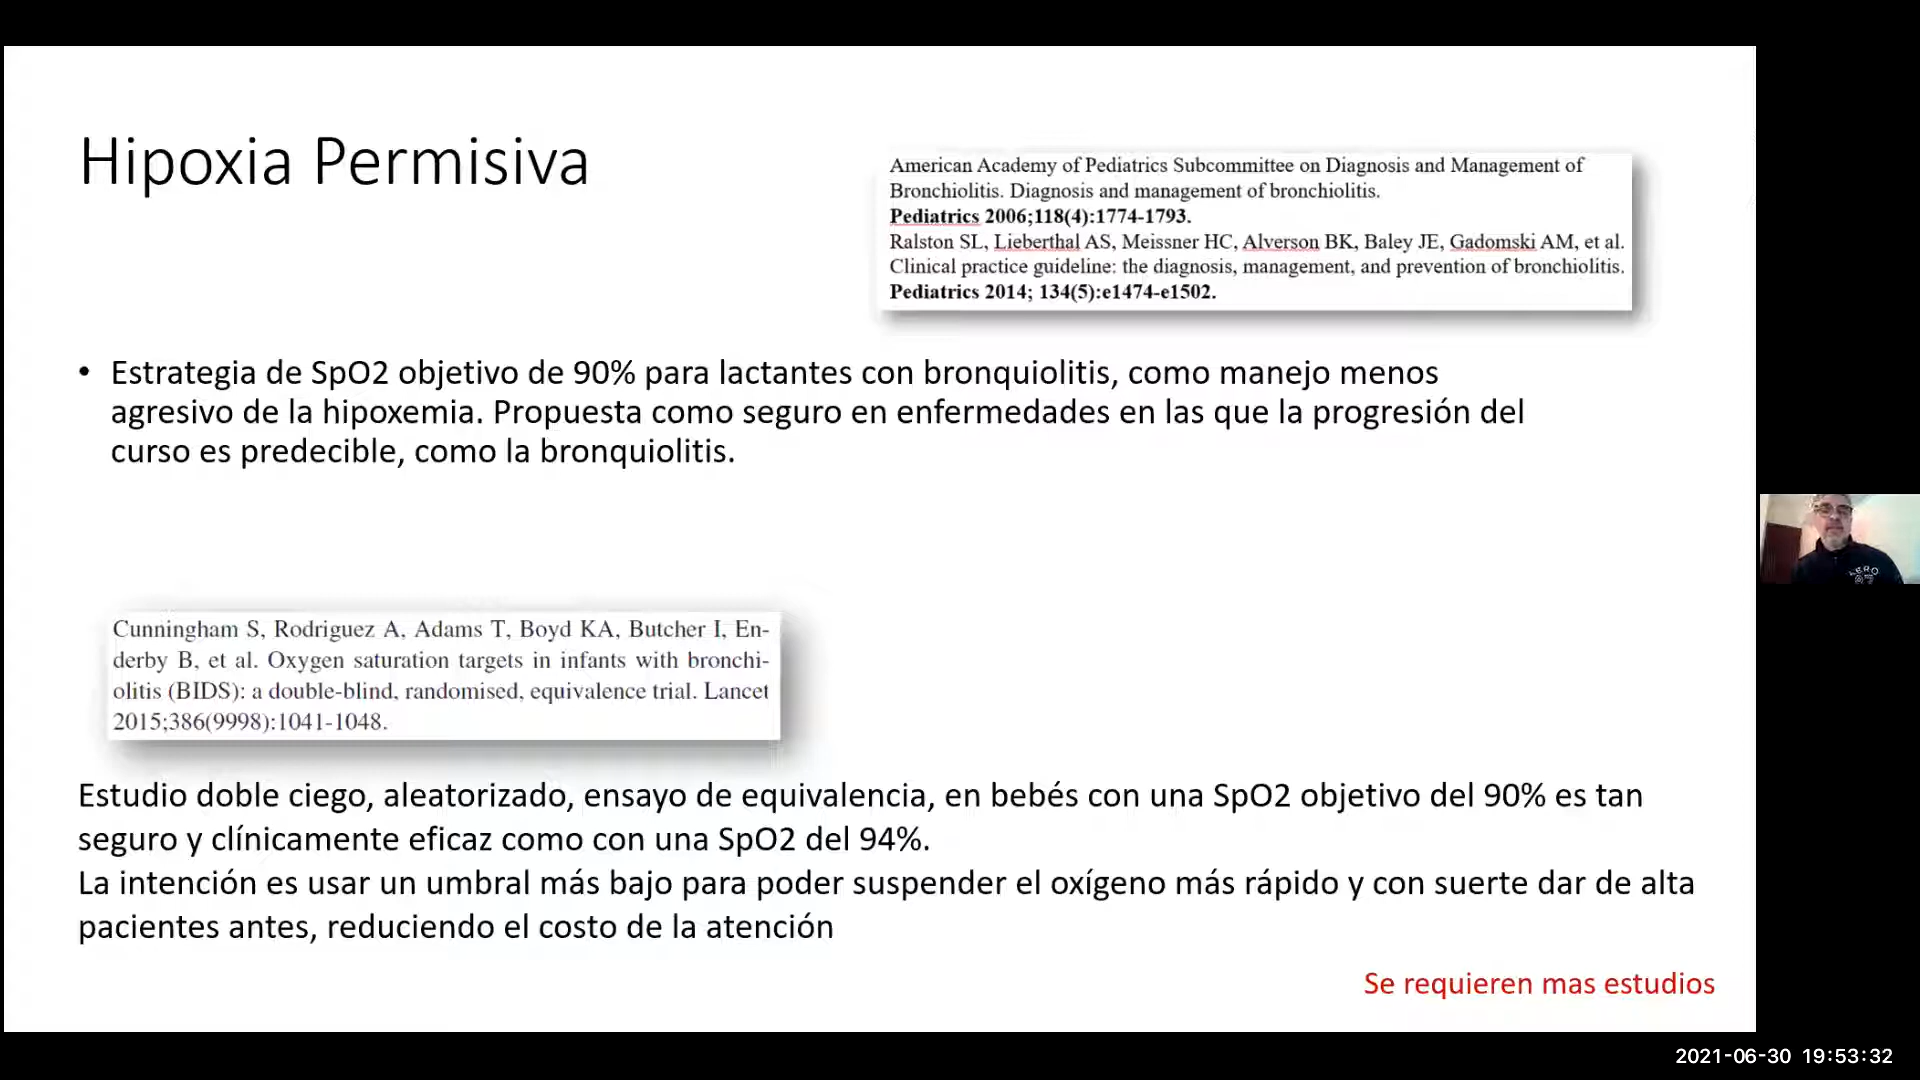 Hipoxia Permisiva
American Academy of Pediatrics Subcommittee on Diagnosis and Management of
Bronchiolitis. Diagnosis and management of bronchiolitis.
Pediatrics 2006;118(4):1774-1793.
Ralston SL, Lieberthal AS, Meissner HC, Alverson BK, Baley JE, Gadomski AM, et al.
Clinical practice guideline: the diagnosis, management, and prevention of bronchiolitis.
Pediatrics 2014; 134(5):e1474-e1502.
• Estrategia de SpO2 objetivo de 90% para lactantes con bronquiolitis, como manejo menos
agresivo de la hipoxemia. Propuesta como seguro en enfermedades en las que la progresión del
curso es predecible, como la bronquiolitis.
Cunningham S, Rodriguez A, Adams T, Boyd KA, Butcher I, En-
derby B, et al. Oxygen saturation targets in infants with bronchi-
olitis (BIDS): a double-blind, randomised, equivalence trial. Lancet
2015;386(9998):1041-1048.
Estudio doble ciego, aleatorizado, ensayo de equivalencia, en bebés con una SpO2 objetivo del 90% es tan
seguro y clínicamente eficaz como con una SpO2 del 94%.
La intención es usar un umbral más bajo para poder suspender el oxígeno más rápido y con suerte dar de alta
pacientes antes, reduciendo el costo de la atención
Se requieren mas estudios
2021-06-30 19:53:32